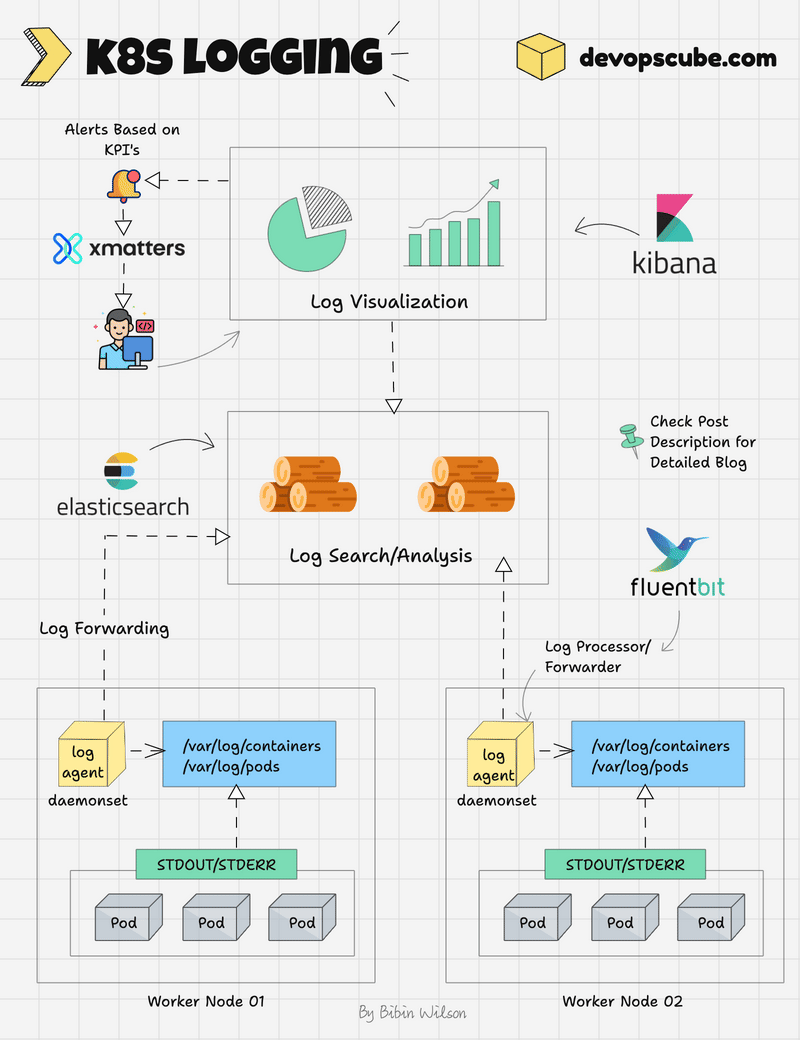 K8S LOGGING
devopscube.com
Alerts Based on
KPI's
xmatters
Log Visualization
kibana
Check Post
Description for
Detailed Blog
elasticsearch
Log Search/Analysis
fluentbit
Log Forwarding
Log Processor/
Forwarder
log
agent
daemonset
/var/log/containers
/var/log/pods
STDOUT/STDERR
Pod
Pod
Pod
Worker Node 01
log
agent
daemonset
/var/log/containers
/var/log/pods
STDOUT/STDERR
Pod
Pod
Pod
Worker Node 02
By Bibin Wilson